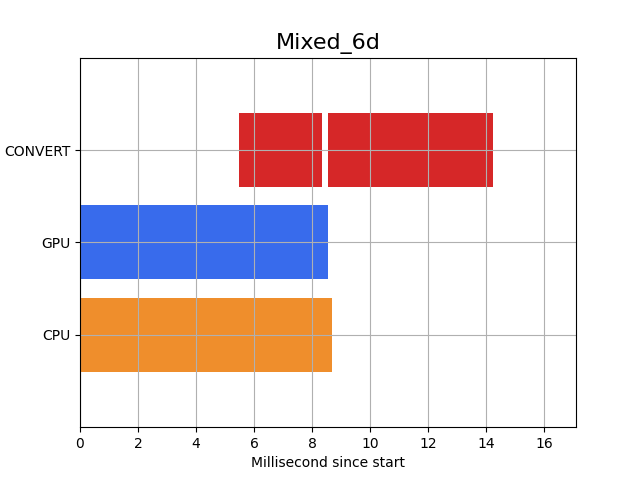 Mixed_6d
CONVERT
GPU
CPU
0 2 4 6 8 10 12 14 16
Millisecond since start